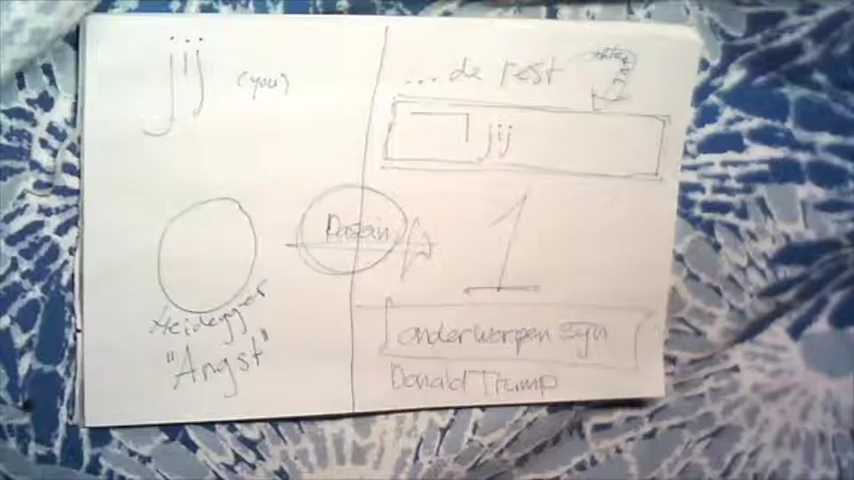 jij (you)
... de rest
¬ jij
Dasein
1
Heidegger
"Angst"
onderworpen zijn
Donald Trump